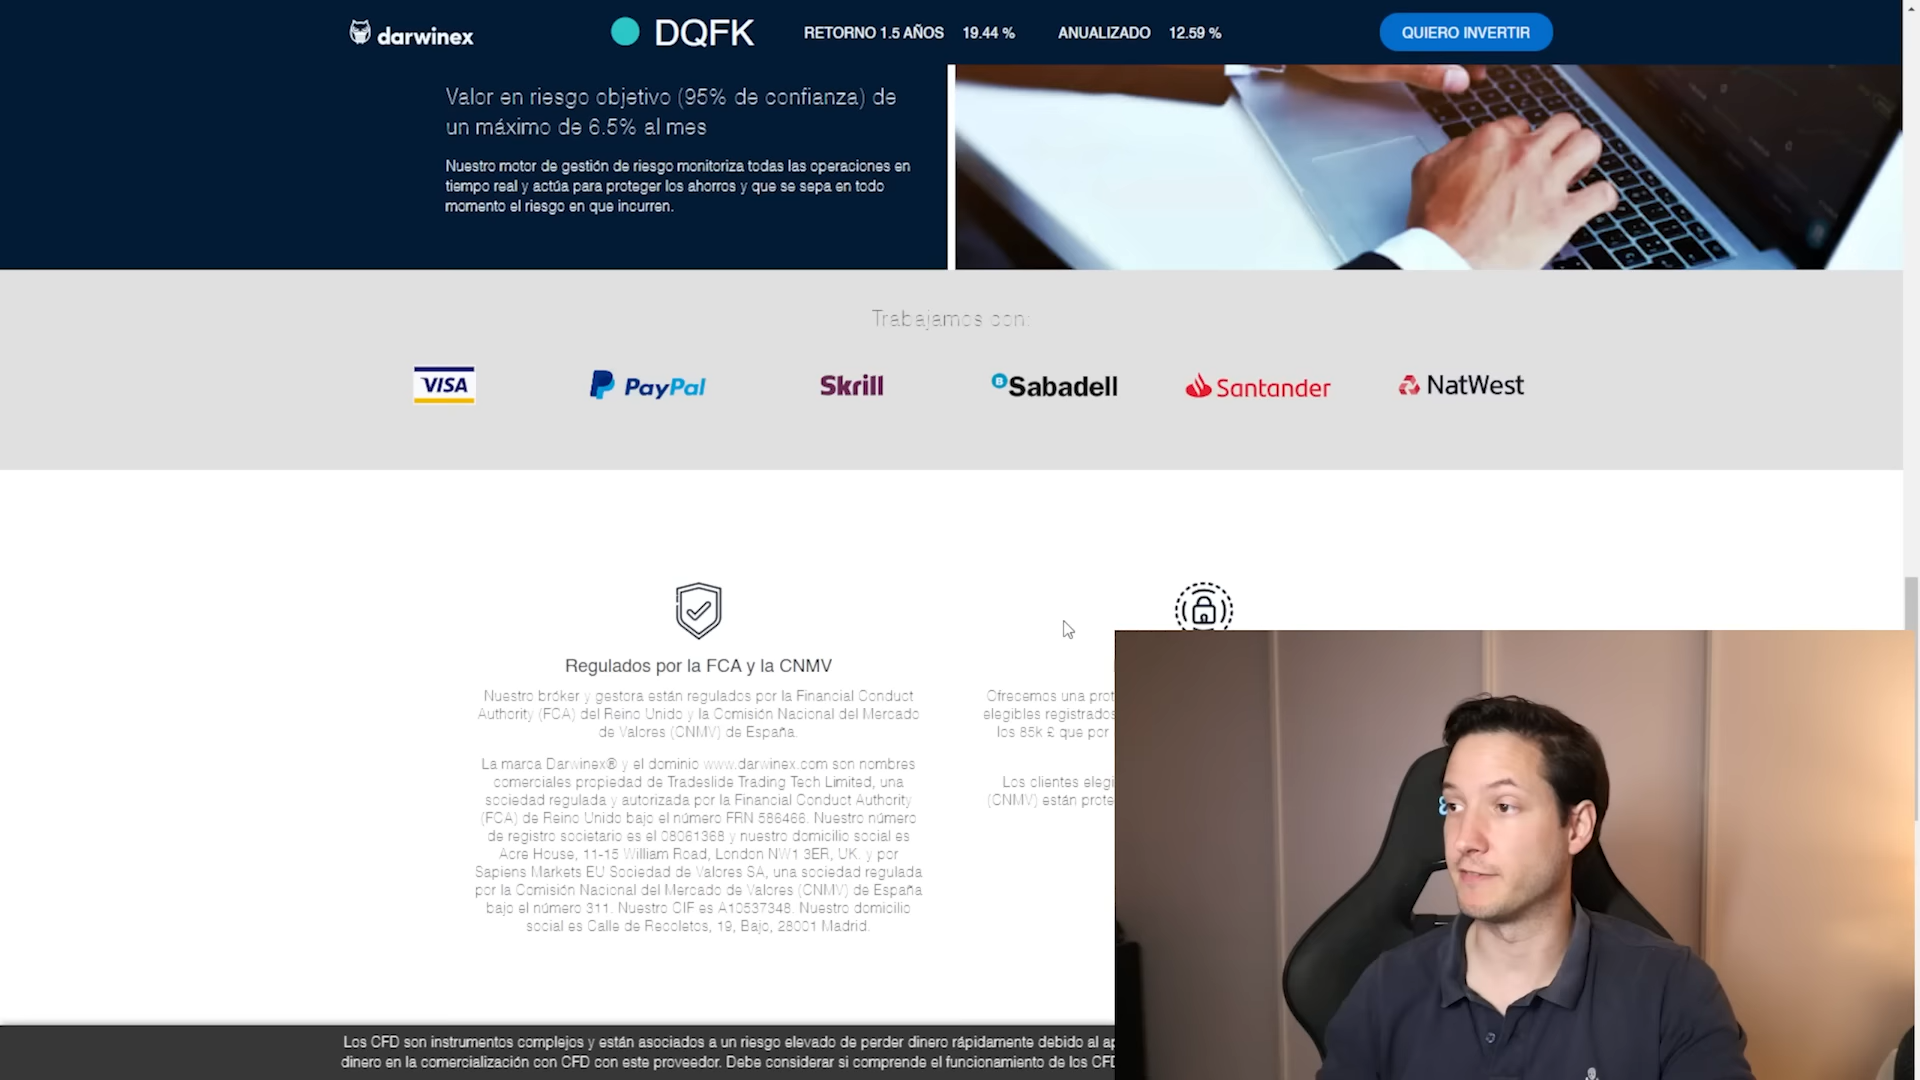 darwinex
DQFK
RETORNO 1.5 AÑOS 19.44 %
ANUALIZADO 12.59 %
QUIERO INVERTIR
Valor en riesgo objetivo (95% de confianza) de
un máximo de 6.5% al mes
Nuestro motor de gestión de riesgo monitoriza todas las operaciones en
tiempo real y actúa para proteger los ahorros y que se sepa en todo
momento el riesgo en que incurren.
Trabajamos con:
VISA
PayPal
Skrill
B Sabadell
Santander
NatWest
Regulados por la FCA y la CNMV
Nuestro bróker y gestora están regulados por la Financial Conduct
Authority (FCA) del Reino Unido y la Comisión Nacional del Mercado
de Valores (CNMV) de España.
La marca Darwinex® y el dominio www.darwinex.com son nombres
comerciales propiedad de Tradeslide Trading Tech Limited, una
sociedad regulada y autorizada por la Financial Conduct Authority
(FCA) de Reino Unido bajo el número FRN 586466. Nuestro número
de registro societario es el 08061368 y nuestro domicilio social es
Acre House, 11-15 William Road, London NW1 3ER, UK. y por
Sapiens Markets EU Sociedad de Valores SA, una sociedad regulada
por la Comisión Nacional del Mercado de Valores (CNMV) de España
bajo el número 311. Nuestro CIF es A10537348. Nuestro domicilio
social es Calle de Recoletos, 19, Bajo, 28001 Madrid.
Ofrecemos una prot
elegibles registrados
los 85k £ que por
Los clientes elegi
(CNMV) están prote
Los CFD son instrumentos complejos y están asociados a un riesgo elevado de perder dinero rápidamente debido al ap
dinero en la comercialización con CFD con este proveedor. Debe considerar si comprende el funcionamiento de los CFD